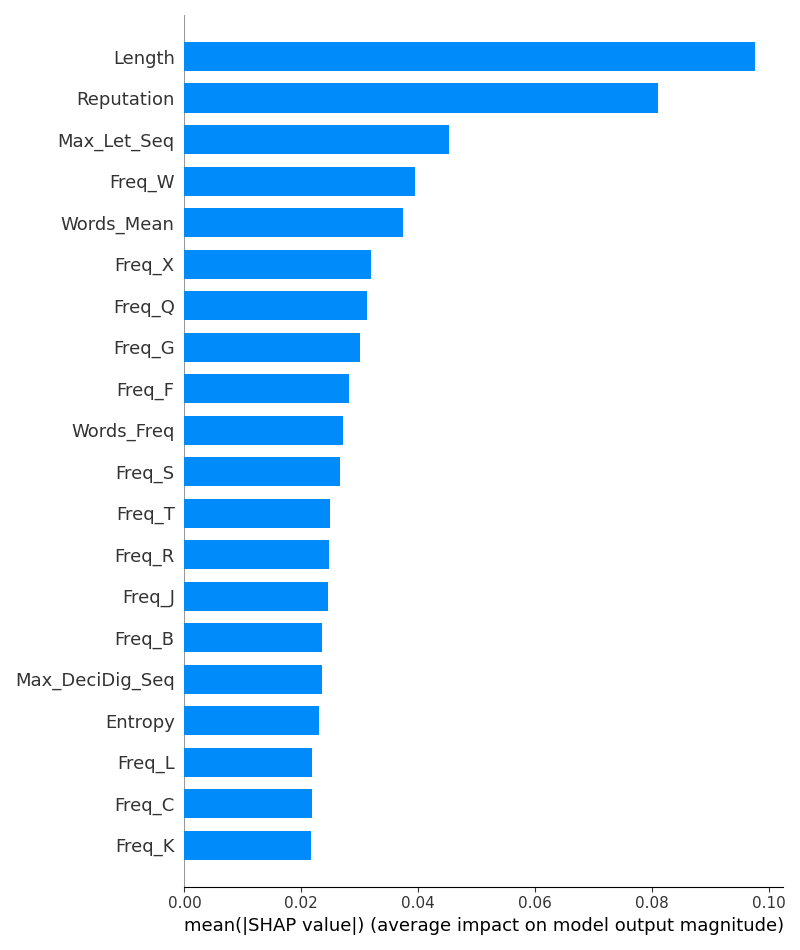 Length
Reputation
Max_Let_Seq
Freq_W
Words_Mean
Freq_X
Freq_Q
Freq_G
Freq_F
Words_Freq
Freq_S
Freq_T
Freq_R
Freq_J
Freq_B
Max_DeciDig_Seq
Entropy
Freq_L
Freq_C
Freq_K
0.00 0.02 0.04 0.06 0.08 0.10
mean(|SHAP value|) (average impact on model output magnitude)